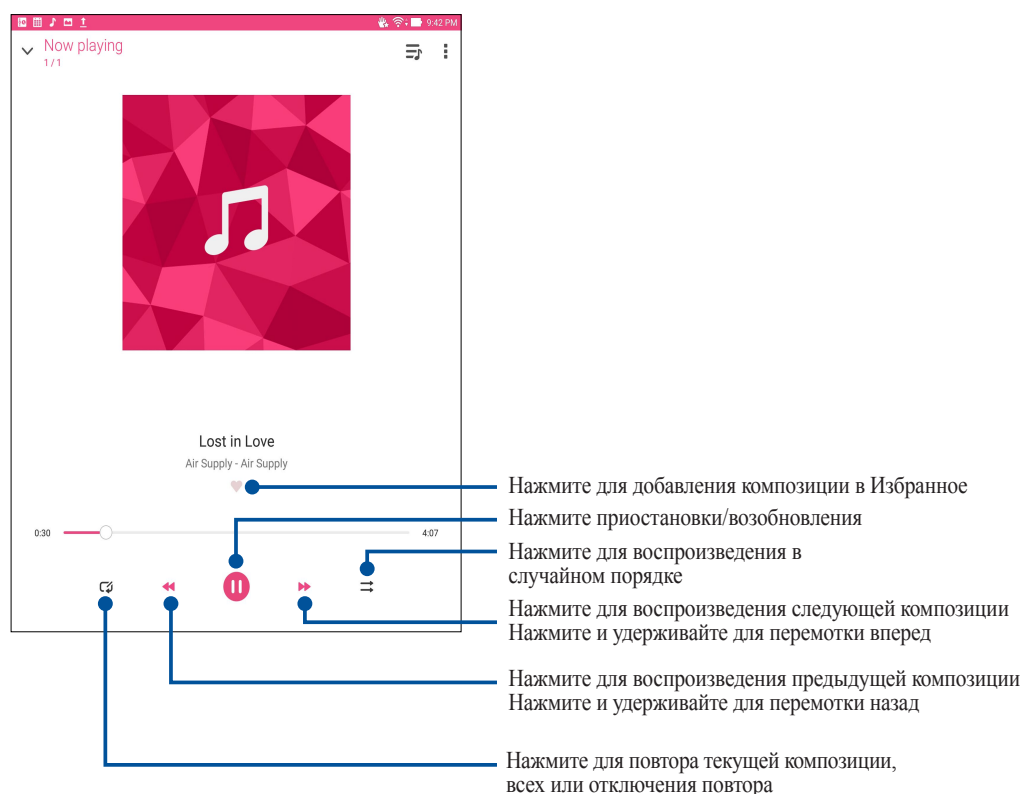 9:42 PM
Now playing
1 / 1
Lost in Love
Air Supply - Air Supply
0:30
4:07
Нажмите для добавления композиции в Избранное
Нажмите приостановки/возобновления
Нажмите для воспроизведения в
случайном порядке
Нажмите для воспроизведения следующей композиции
Нажмите и удерживайте для перемотки вперед
Нажмите для воспроизведения предыдущей композиции
Нажмите и удерживайте для перемотки назад
Нажмите для повтора текущей композиции,
всех или отключения повтора